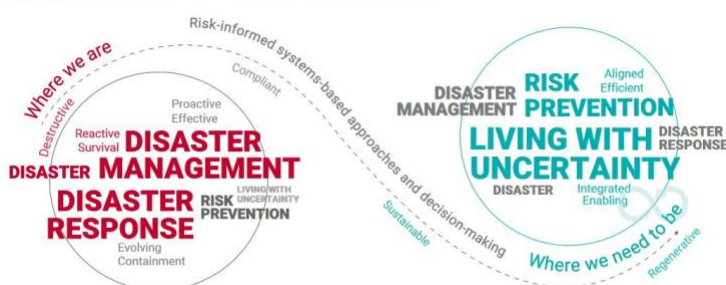 Where we are
Risk-informed systems-based approaches and decision-making
Destructive
Compliant
Sustainable
Regenerative
Proactive
Effective
Reactive
Survival
DISASTER
MANAGEMENT
DISASTER
DISASTER
RESPONSE
RISK
PREVENTION
LIVING WITH
UNCERTAINTY
Evolving
Containment
DISASTER
MANAGEMENT
RISK
PREVENTION
Aligned
Efficient
LIVING WITH
UNCERTAINTY
DISASTER
RESPONSE
DISASTER
Integrated
Enabling
Where we need to be